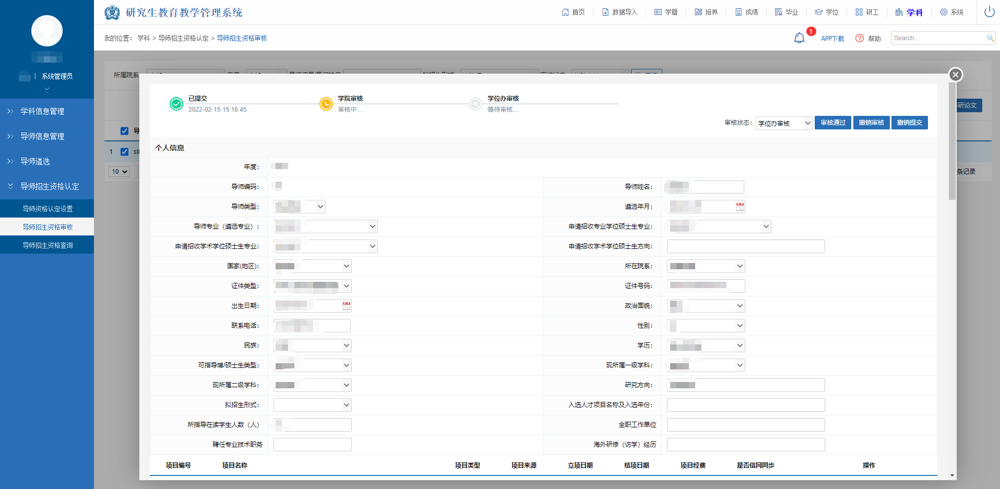 研究生教育教学管理系统
首页
数据导入
学籍
培养
成绩
毕业
学位
研工
学科
系统
我的位置： 学科 > 导师招生资格认定 > 导师招生资格审核
1
APP下载
帮助
Search...
系统管理员
学科信息管理
导师信息管理
导师遴选
导师招生资格认定
导师资格认定设置
导师招生资格审核
导师招生资格查询
所属院系
研论文
导
1
10
条记录
已提交
2022-02-15 15:16:45
学院审核
审核中...
学位办审核
等待审核...
审核状态: 学位办审核 审核通过 撤销审核 撤销提交
个人信息
年度:
导师编码: 导师姓名:
导师类型: 遴选年月:
导师专业（遴选专业）: 申请招收专业学位硕士生专业:
申请招收学术学位硕士生专业: 申请招收学术学位硕士生方向:
国家(地区): 所在院系:
证件类型: 证件号码:
出生日期: 政治面貌:
联系电话: 性别:
民族: 学历:
可指导博/硕士生类型: 现所属一级学科:
现所属二级学科: 研究方向:
拟招生形式: 入选人才项目名称及入选年份:
所指导在读学生人数（人） 全职工作单位
聘任专业技术职务 海外研修（访学）经历
项目编号 项目名称 项目类型 项目来源 立项日期 结项日期 项目经费 是否信网同步 操作